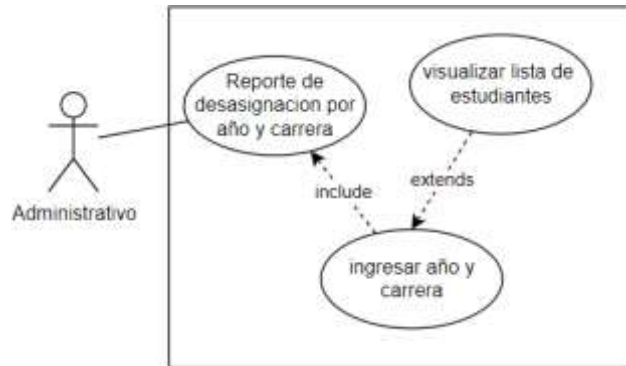 Reporte de
desasignacion por
año y carrera
visualizar lista de
estudiantes
Administrativo
include
extends
ingresar año y
carrera